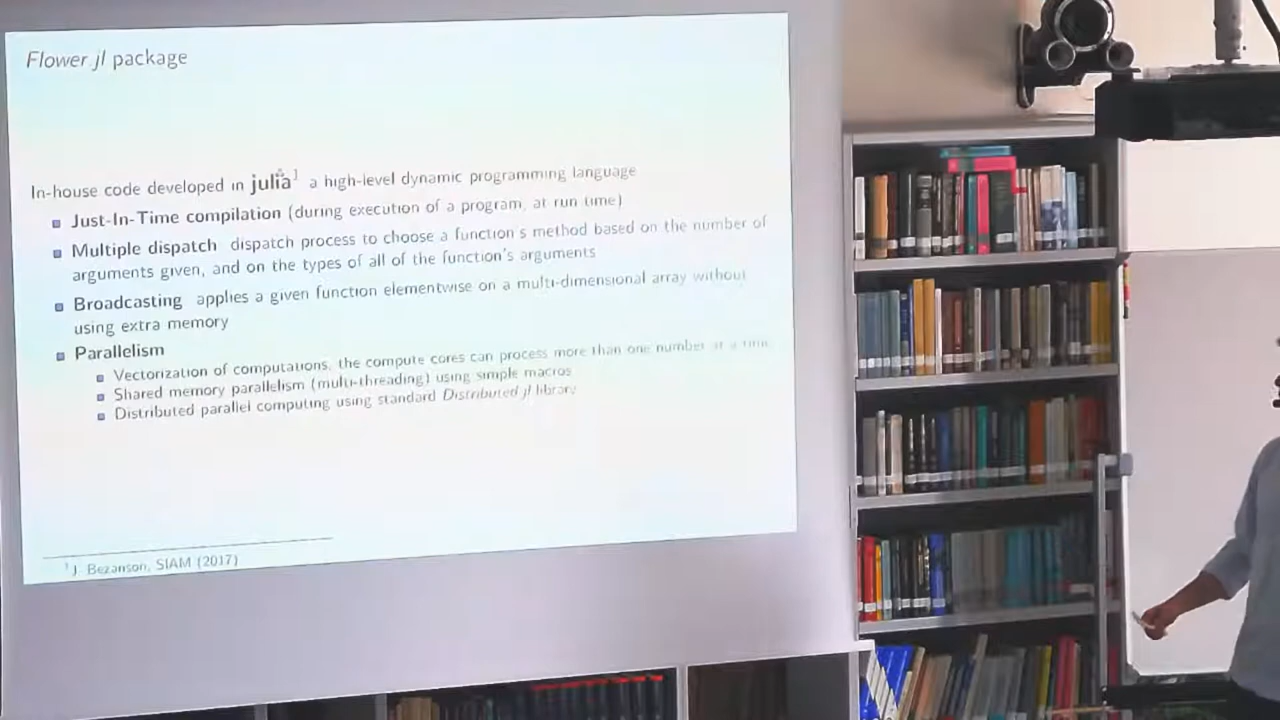 Flower.jl package
In-house code developed in julia¹ a high-level dynamic programming language
Just-In-Time compilation (during execution of a program, at run time)
Multiple dispatch dispatch process to choose a function's method based on the number of
arguments given, and on the types of all of the function's arguments
Broadcasting applies a given function elementwise on a multi-dimensional array without
using extra memory
Parallelism
Vectorization of computations, the compute cores can process more than one number at a time
Shared memory parallelism (multi-threading) using simple macros
Distributed parallel computing using standard Distributed.jl library
¹J. Bezanson, SIAM (2017)